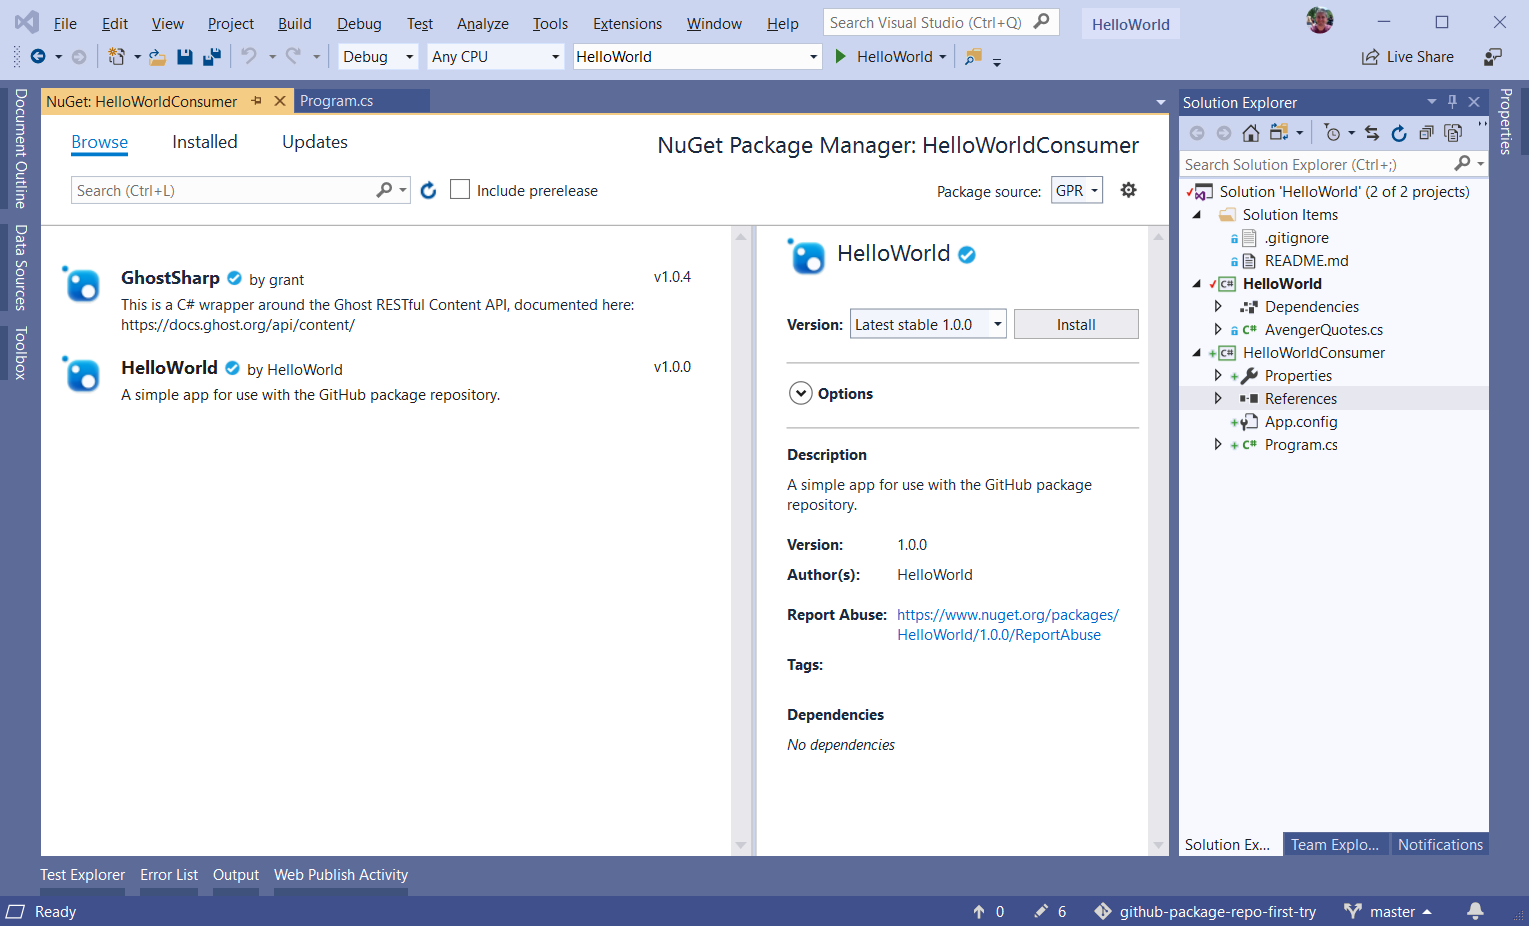 File Edit View Project Build Debug Test Analyze Tools Extensions Window Help Search Visual Studio (Ctrl+Q) HelloWorld
Debug Any CPU HelloWorld HelloWorld Live Share
Document Outline
Data Sources
Toolbox
NuGet: HelloWorldConsumer Program.cs
Browse Installed Updates
NuGet Package Manager: HelloWorldConsumer
Search (Ctrl+L) Include prerelease
Package source: GPR
GhostSharp by grant v1.0.4
This is a C# wrapper around the Ghost RESTful Content API, documented here:
https://docs.ghost.org/api/content/
HelloWorld by HelloWorld v1.0.0
A simple app for use with the GitHub package repository.
HelloWorld
Version: Latest stable 1.0.0 Install
Options
Description
A simple app for use with the GitHub package
repository.
Version: 1.0.0
Author(s): HelloWorld
Report Abuse: https://www.nuget.org/packages/
HelloWorld/1.0.0/ReportAbuse
Tags:
Dependencies
No dependencies
Solution Explorer
Search Solution Explorer (Ctrl+;)
Solution 'HelloWorld' (2 of 2 projects)
Solution Items
.gitignore
README.md
C# HelloWorld
Dependencies
C# AvengerQuotes.cs
C# HelloWorldConsumer
Properties
References
App.config
C# Program.cs
Solution Ex... Team Explo... Notifications
Properties
Test Explorer Error List Output Web Publish Activity
Ready 0 6 github-package-repo-first-try master